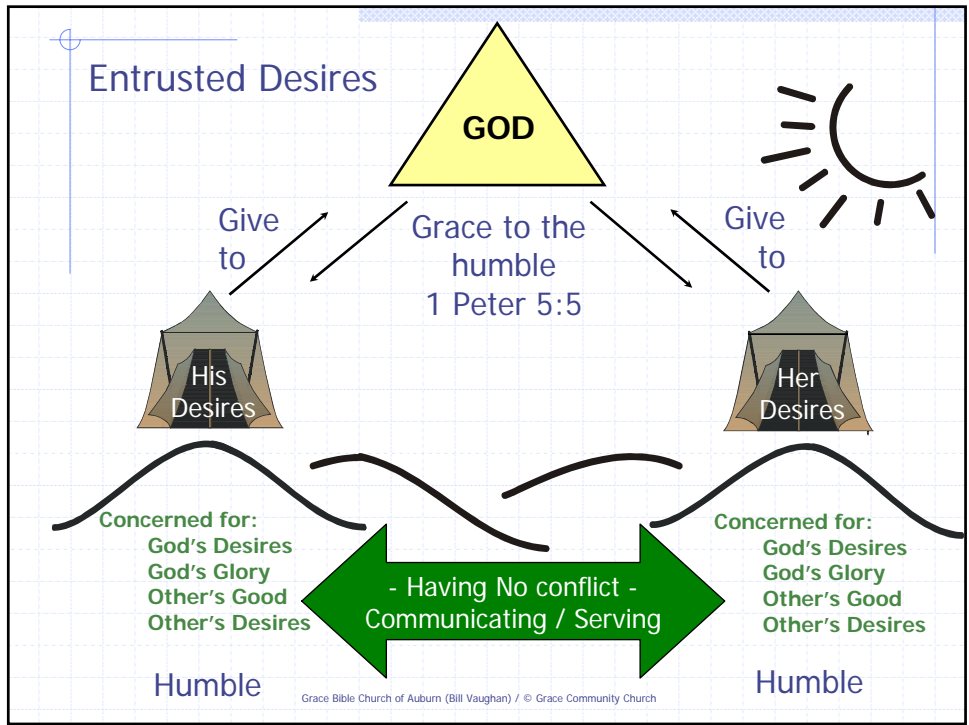 Entrusted Desires
GOD
Give
to
Grace to the
humble
1 Peter 5:5
Give
to
His
Desires
Her
Desires
Concerned for:
God's Desires
God's Glory
Other's Good
Other's Desires
- Having No conflict -
Communicating / Serving
Concerned for:
God's Desires
God's Glory
Other's Good
Other's Desires
Humble
Grace Bible Church of Auburn (Bill Vaughan) / © Grace Community Church
Humble